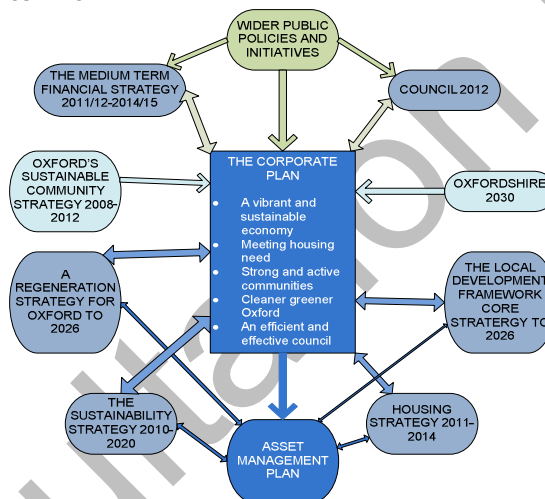 WIDER PUBLIC
POLICIES AND
INITIATIVES
THE MEDIUM TERM
FINANCIAL STRATEGY
2011/12-2014/15
COUNCIL 2012
THE CORPORATE
PLAN
• A vibrant and
sustainable
economy
• Meeting housing
need
• Strong and active
communities
• Cleaner greener
Oxford
• An efficient and
effective council
OXFORD'S
SUSTAINABLE
COMMUNITY
STRATEGY 2008-
2012
OXFORDSHIRE
2030
A
REGENERATION
STRATEGY FOR
OXFORD TO
2026
THE LOCAL
DEVELOPMENT
FRAMEWORK
CORE
STRATERGY TO
2026
THE
SUSTAINABILITY
STRATEGY 2010-
2020
HOUSING
STRATEGY 2011-
2014
ASSET
MANAGEMENT
PLAN